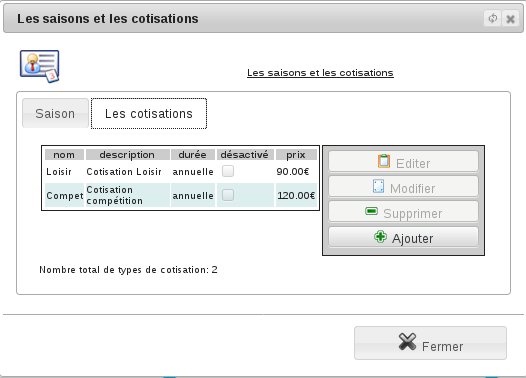 Les saisons et les cotisations
Les saisons et les cotisations
Saison
Les cotisations
nom description durée désactivé prix
Loisir Cotisation Loisir annuelle 90.00€
Compet Cotisation compétition annuelle 120.00€
Editer
Modifier
Supprimer
Ajouter
Nombre total de types de cotisation: 2
Fermer